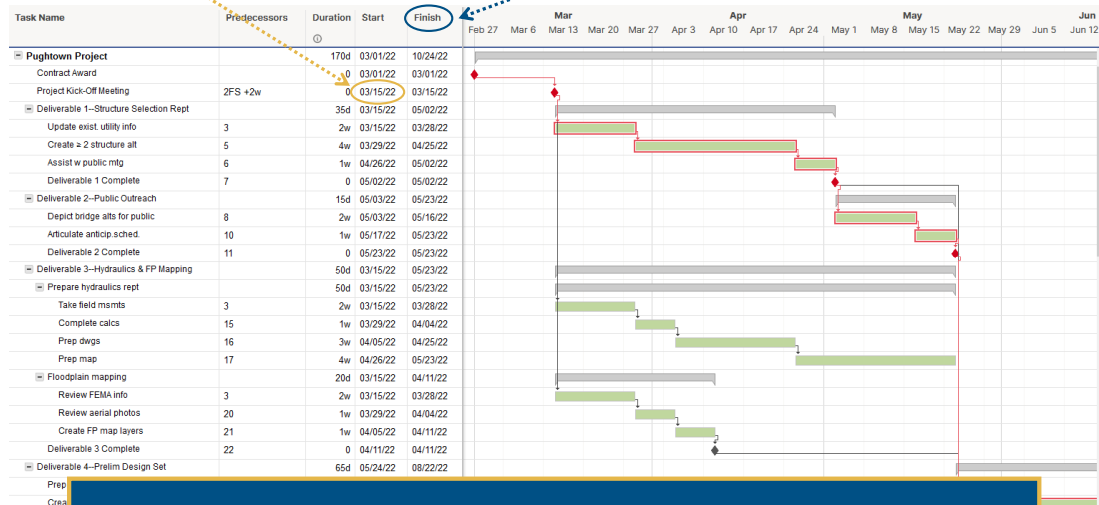 Mar Apr May Jun
Task Name Predecessors Duration Start Finish Feb 27 Mar 6 Mar 13 Mar 20 Mar 27 Apr 3 Apr 10 Apr 17 Apr 24 May 1 May 8 May 15 May 22 May 29 Jun 5 Jun 12
Pughtown Project 170d 03/01/22 10/24/22
Contract Award 0 03/01/22 03/01/22
Project Kick-Off Meeting 2FS +2w 0 03/15/22 03/15/22
Deliverable 1--Structure Selection Rept 35d 03/15/22 05/02/22
Update exist. utility info 3 2w 03/15/22 03/28/22
Create ≥ 2 structure alt 5 4w 03/29/22 04/25/22
Assist w public mtg 6 1w 04/26/22 05/02/22
Deliverable 1 Complete 7 0 05/02/22 05/02/22
Deliverable 2--Public Outreach 15d 05/03/22 05/23/22
Depict bridge alts for public 8 2w 05/03/22 05/16/22
Articulate anticip.sched. 10 1w 05/17/22 05/23/22
Deliverable 2 Complete 11 0 05/23/22 05/23/22
Deliverable 3--Hydraulics & FP Mapping 50d 03/15/22 05/23/22
Prepare hydraulics rept 50d 03/15/22 05/23/22
Take field msmts 3 2w 03/15/22 03/28/22
Complete calcs 15 1w 03/29/22 04/04/22
Prep dwgs 16 3w 04/05/22 04/25/22
Prep map 17 4w 04/26/22 05/23/22
Floodplain mapping 20d 03/15/22 04/11/22
Review FEMA info 3 2w 03/15/22 03/28/22
Review aerial photos 20 1w 03/29/22 04/04/22
Create FP map layers 21 1w 04/05/22 04/11/22
Deliverable 3 Complete 22 0 04/11/22 04/11/22
Deliverable 4--Prelim Design Set 65d 05/24/22 08/22/22
Prep
Crea